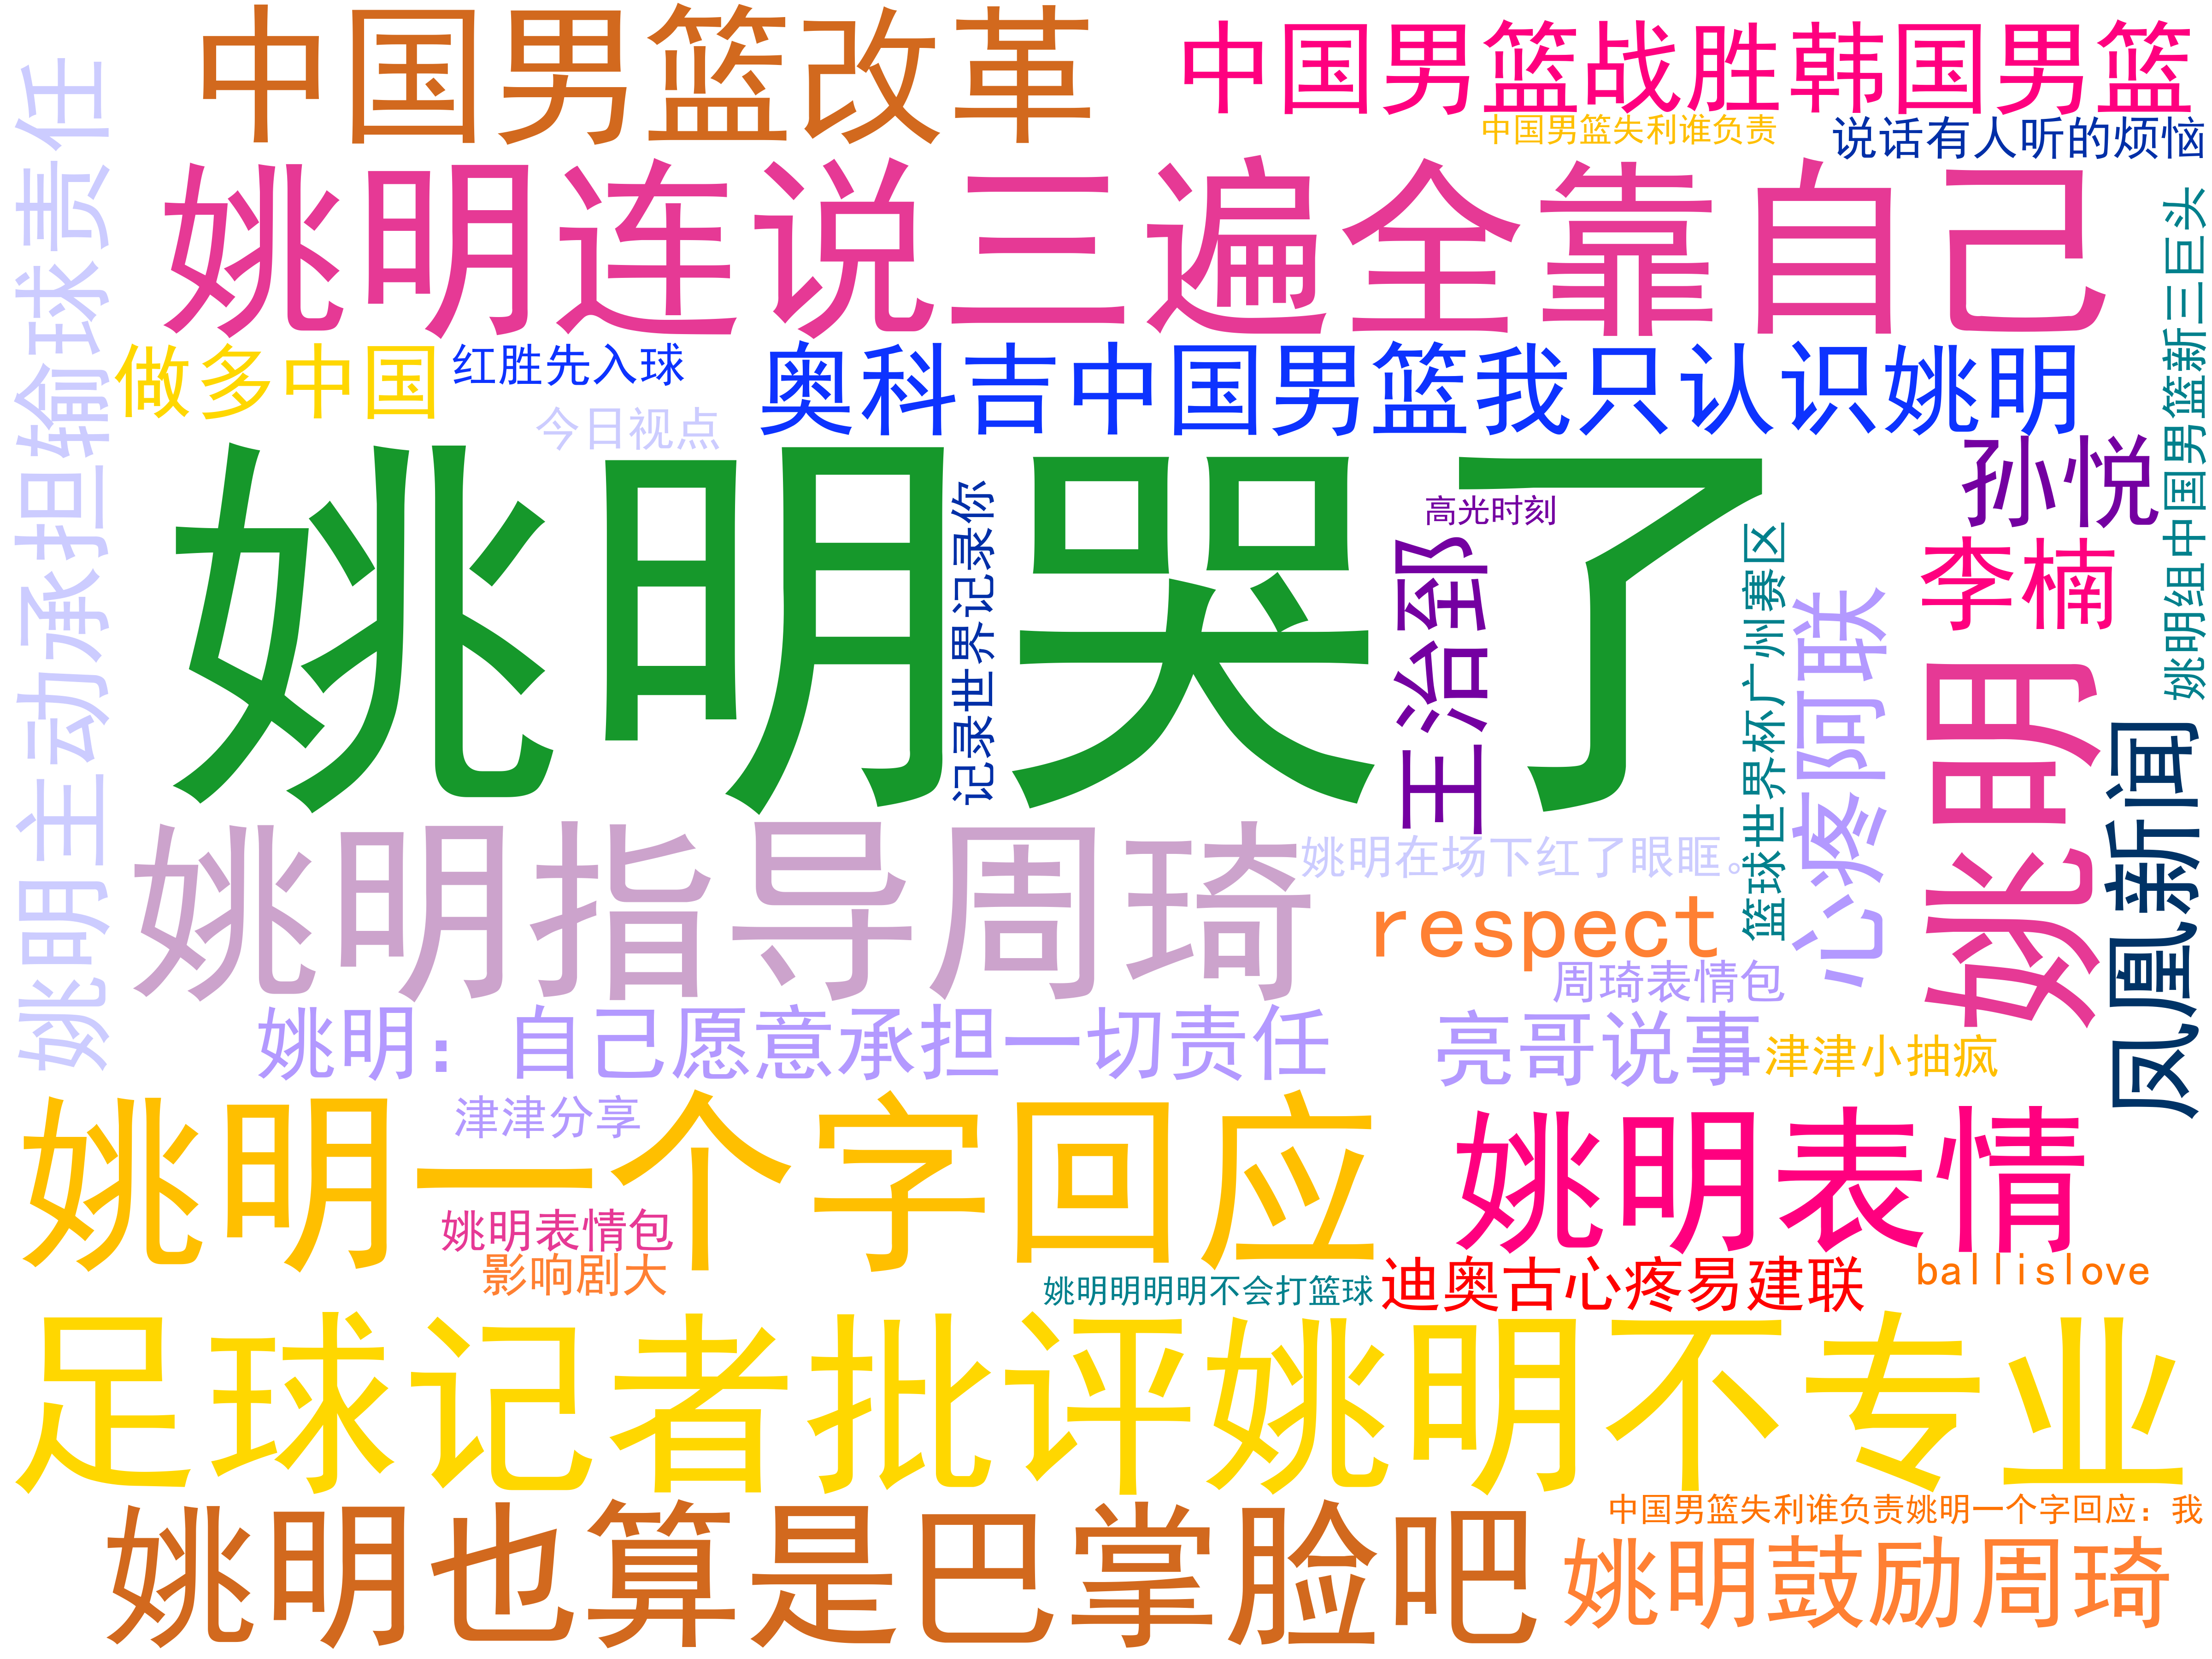 中国男篮改革
中国男篮战胜韩国男篮
中国男篮失利谁负责
说话有人听的烦恼
姚明主动承担输球责任
姚明连说三遍全靠自己
姚明组中国男篮新三巨头
做多中国
红胜先入球
今日视点
奥科吉中国男篮我只认识姚明
姚明哭了
记录世界记录你
高光时刻
王治郅
孙悦
李楠
篮球世界杯广州赛区
心疼阿联
姚明
凤凰新闻
姚明指导周琦
姚明在场下红了眼眶。
respect
周琦表情包
姚明：自己愿意承担一切责任
亮哥说事
津津小抽疯
姚明一个字回应
津津分享
姚明表情包
影响剧大
姚明表情
姚明明明明不会打篮球
迪奥古心疼易建联
ballislove
足球记者批评姚明不专业
姚明也算是巴掌脸吧
中国男篮失利谁负责姚明一个字回应：我
姚明鼓励周琦